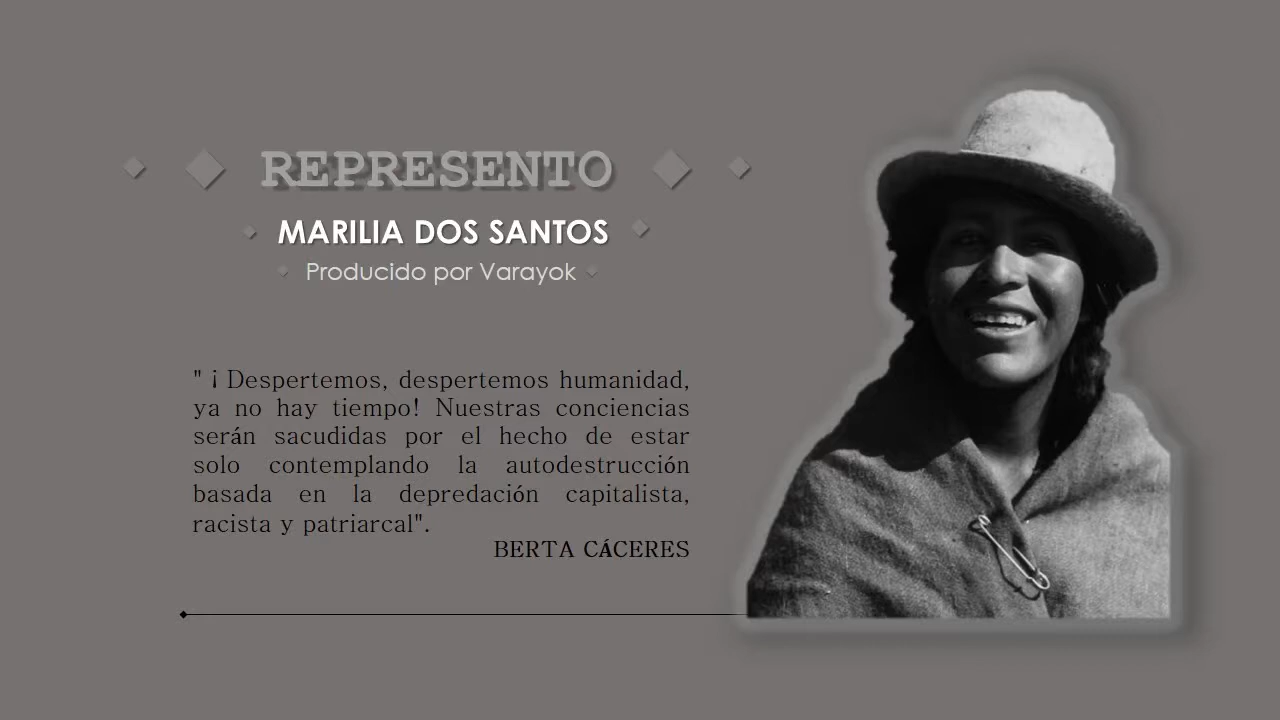 REPRESENTO
MARILIA DOS SANTOS
Producido por Varayok
" ¡ Despertemos, despertemos humanidad,
ya no hay tiempo! Nuestras conciencias
serán sacudidas por el hecho de estar
solo contemplando la autodestrucción
basada en la depredación capitalista,
racista y patriarcal".
BERTA CÁCERES